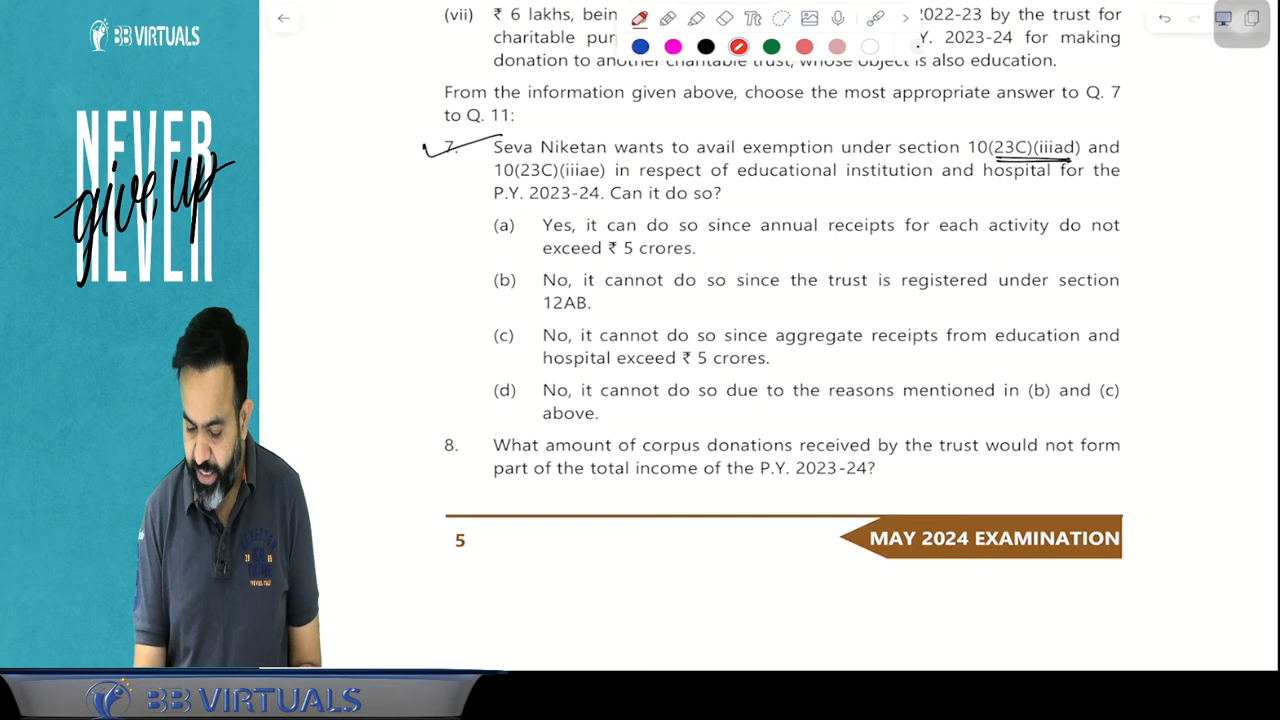 BB VIRTUALS
NEVER
give up
NEVER
(vii) ₹ 6 lakhs, bein 2022-23 by the trust for
charitable pur Y. 2023-24 for making
donation to another charitable trust, whose object is also education.
From the information given above, choose the most appropriate answer to Q. 7
to Q. 11:
7. Seva Niketan wants to avail exemption under section 10(23C)(iiiad) and
10(23C)(iiiae) in respect of educational institution and hospital for the
P.Y. 2023-24. Can it do so?
(a) Yes, it can do so since annual receipts for each activity do not
exceed ₹ 5 crores.
(b) No, it cannot do so since the trust is registered under section
12AB.
(c) No, it cannot do so since aggregate receipts from education and
hospital exceed ₹ 5 crores.
(d) No, it cannot do so due to the reasons mentioned in (b) and (c)
above.
8. What amount of corpus donations received by the trust would not form
part of the total income of the P.Y. 2023-24?
5
MAY 2024 EXAMINATION
BB VIRTUALS